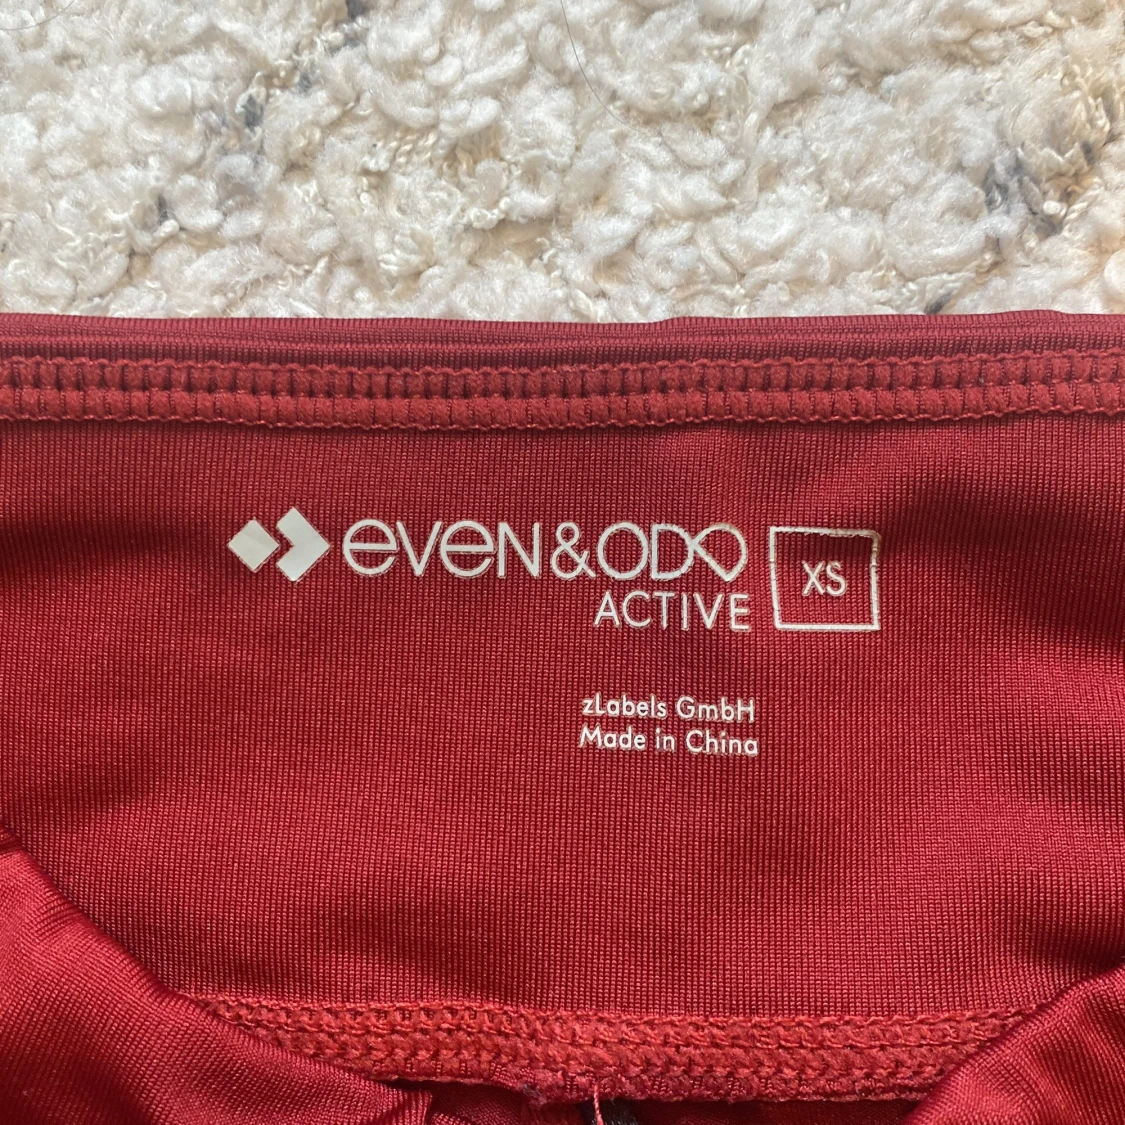 EVEN&ODD
ACTIVE
XS
zLabels GmbH
Made in China